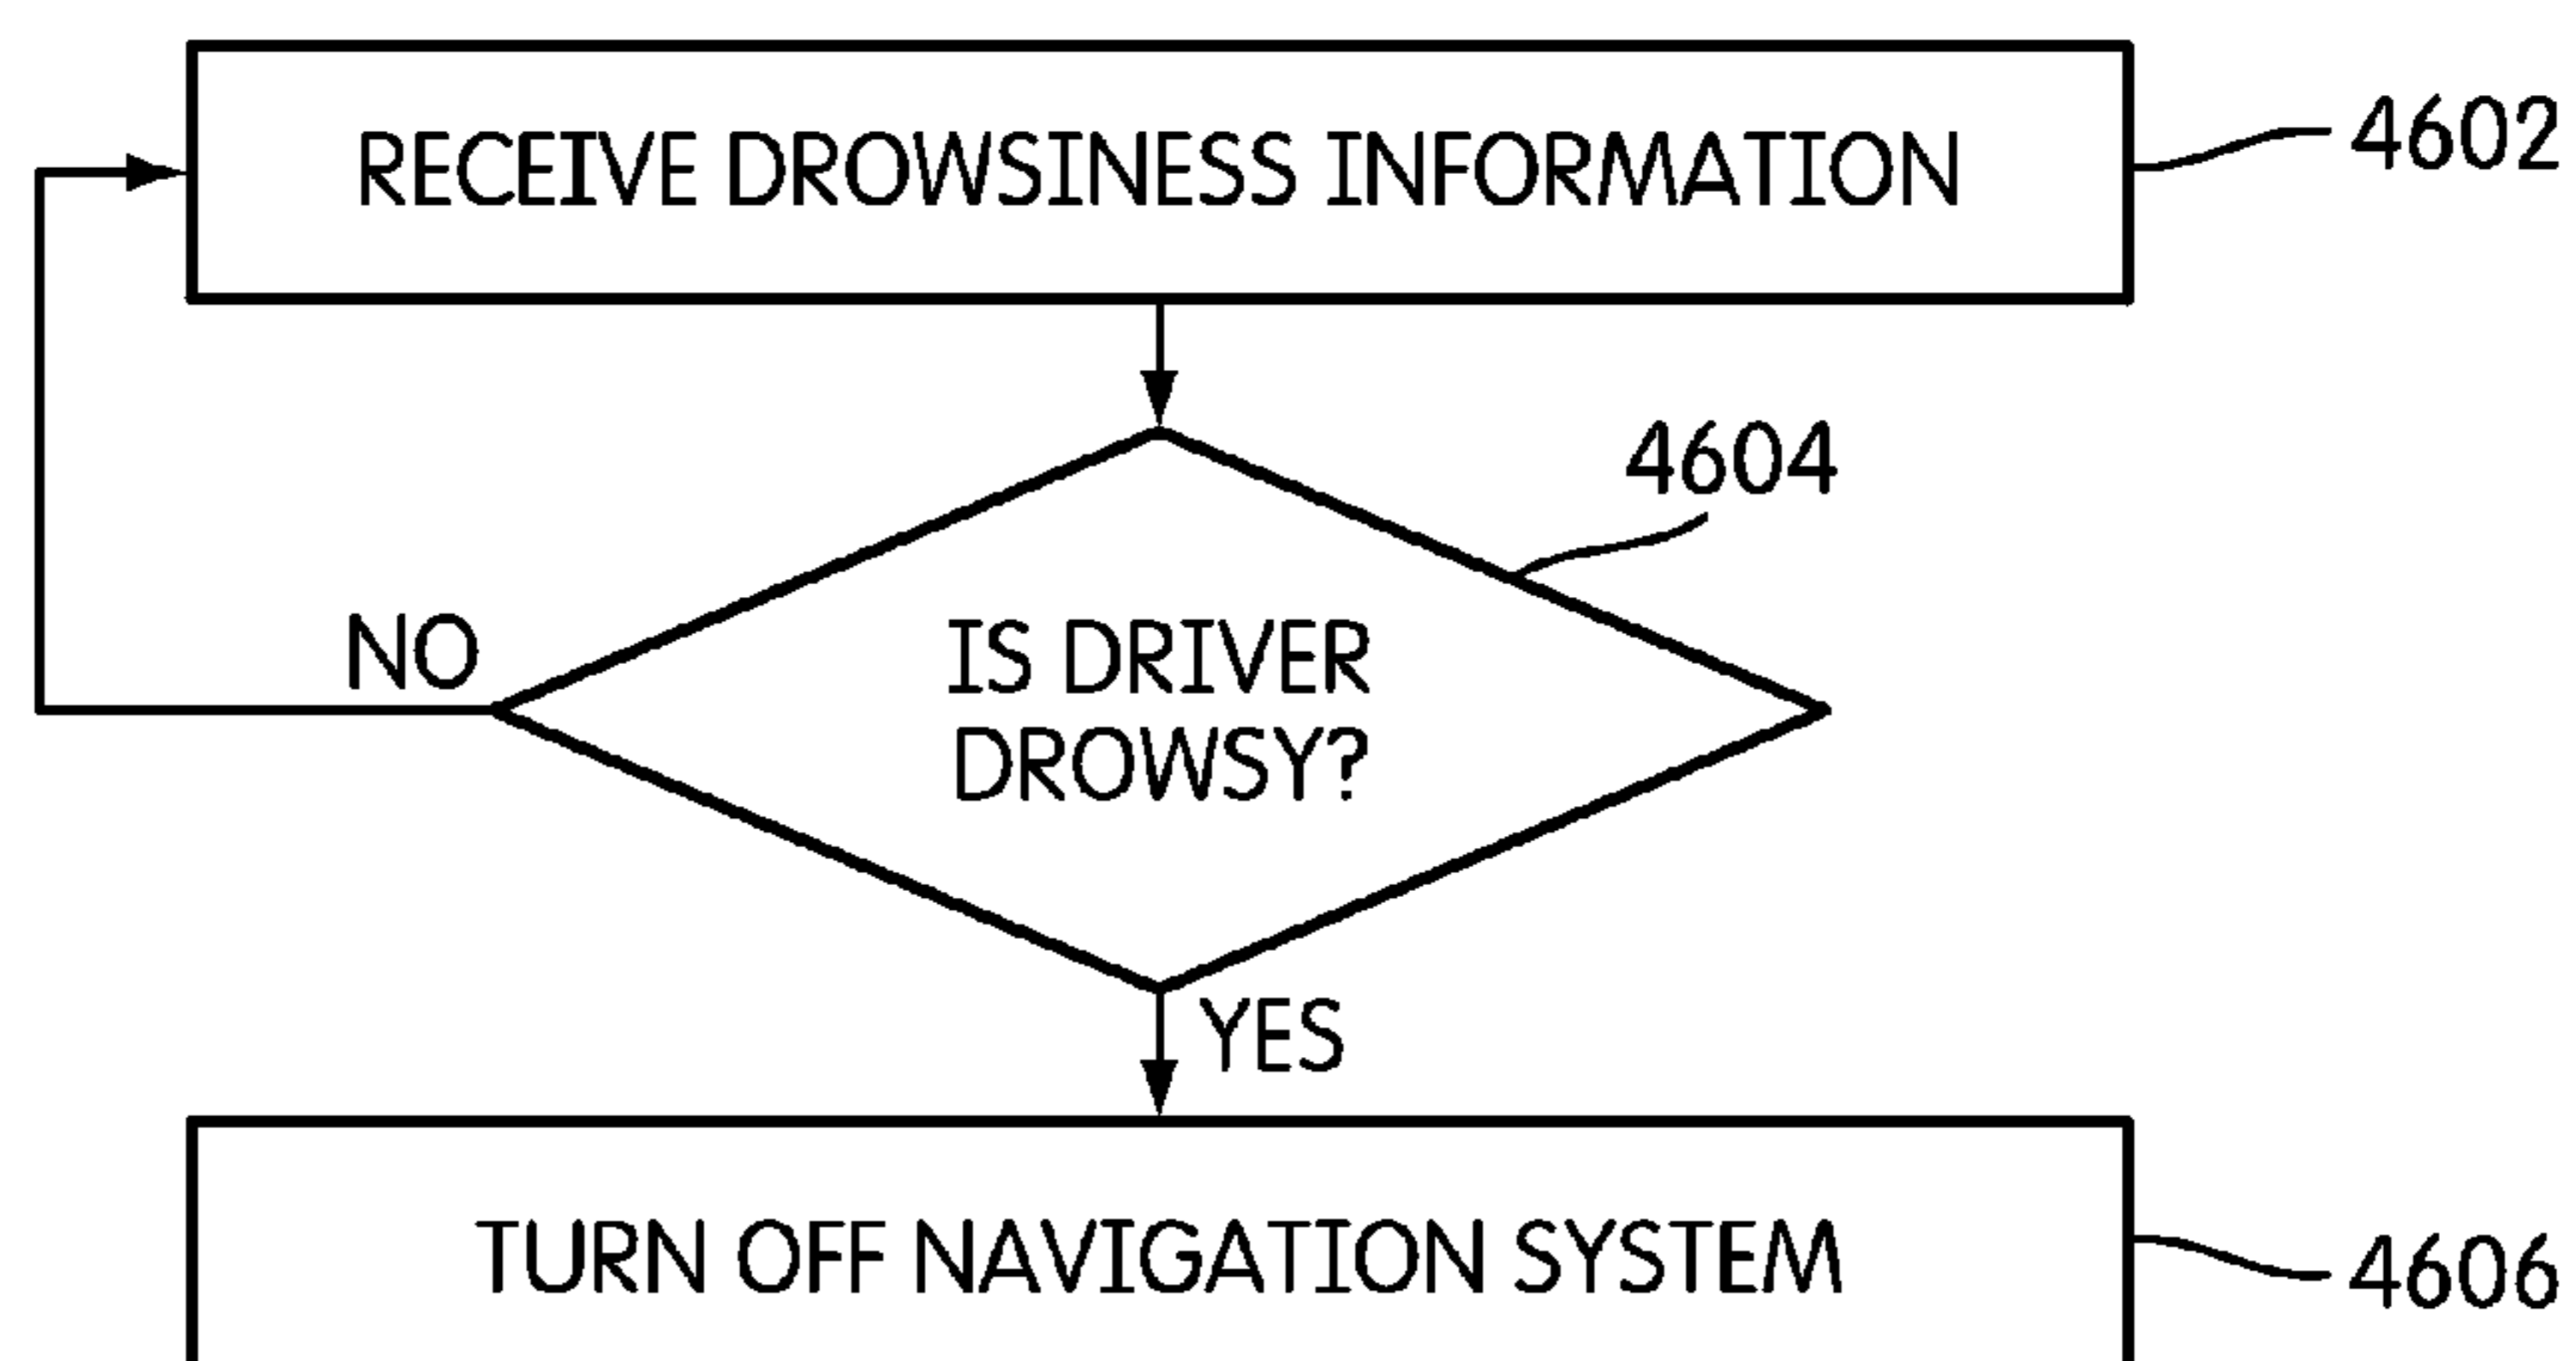 RECEIVE DROWSINESS INFORMATION
4602
4604
NO
IS DRIVER
DROWSY?
YES
TURN OFF NAVIGATION SYSTEM
4606